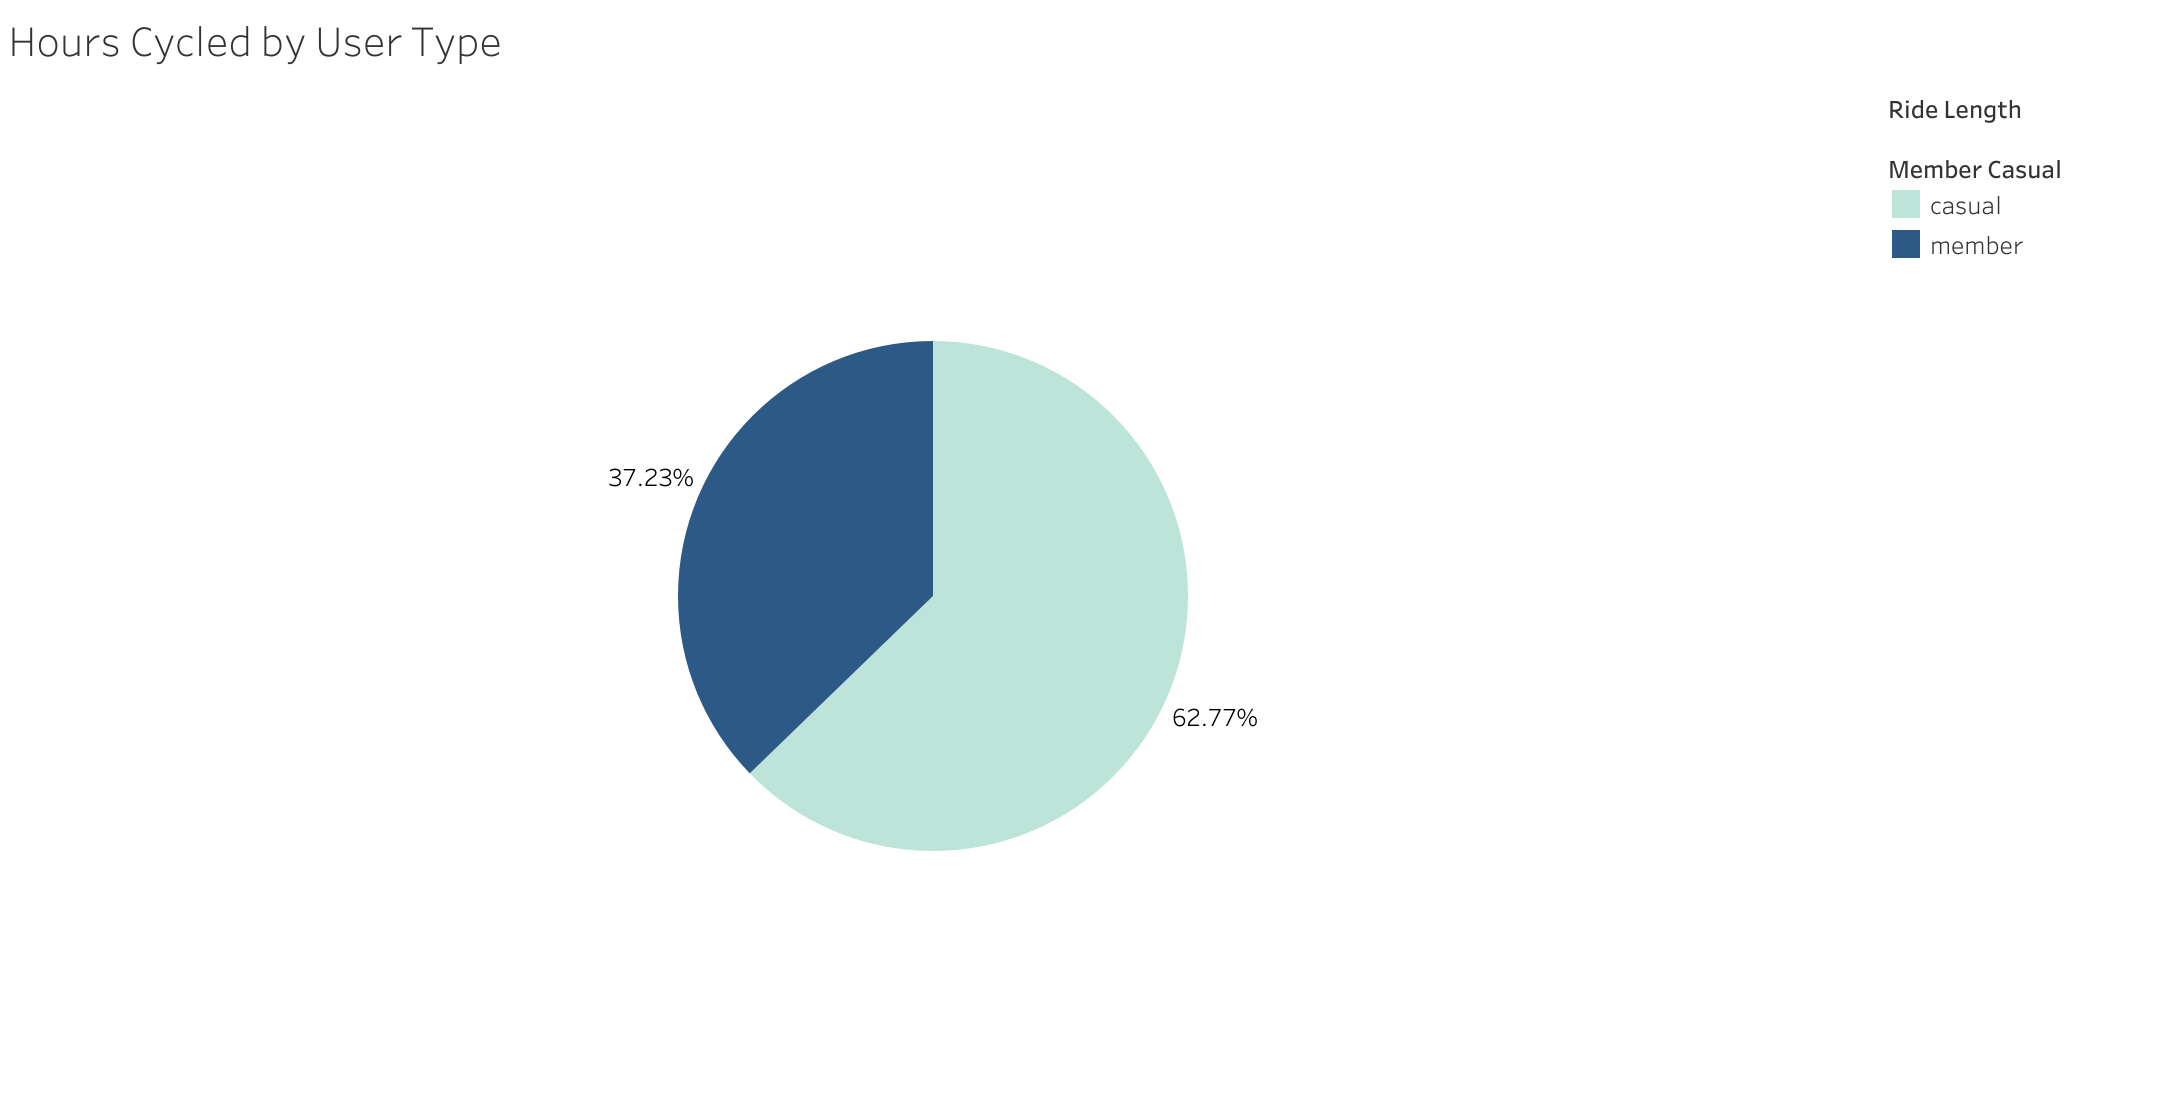 Hours Cycled by User Type
Ride Length
Member Casual
casual
member
37.23%
62.77%